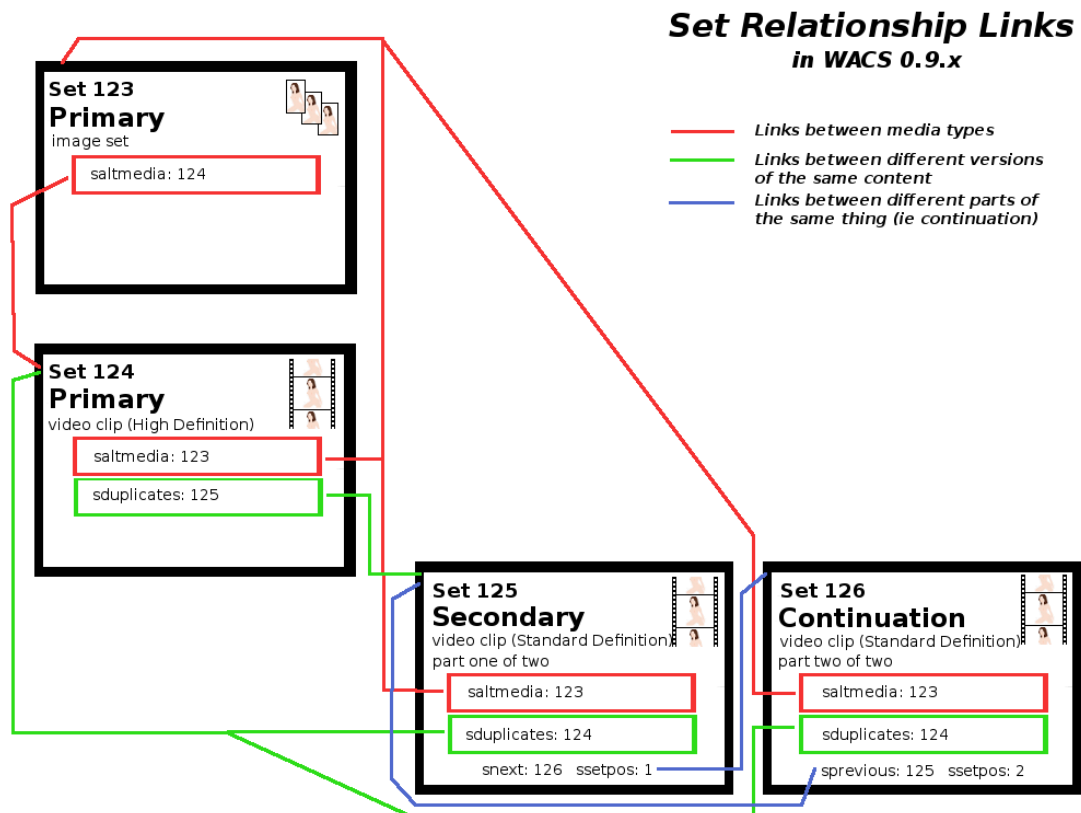 Set Relationship Links
in WACS 0.9.x
Links between media types
Links between different versions
of the same content
Links between different parts of
the same thing (ie continuation)
Set 123
Primary
image set
saltmedia: 124
Set 124
Primary
video clip (High Definition)
saltmedia: 123
sduplicates: 125
Set 125
Secondary
video clip (Standard Definition)
part one of two
saltmedia: 123
sduplicates: 124
snext: 126 ssetpos: 1
Set 126
Continuation
video clip (Standard Definition)
part two of two
saltmedia: 123
sduplicates: 124
sprevious: 125 ssetpos: 2